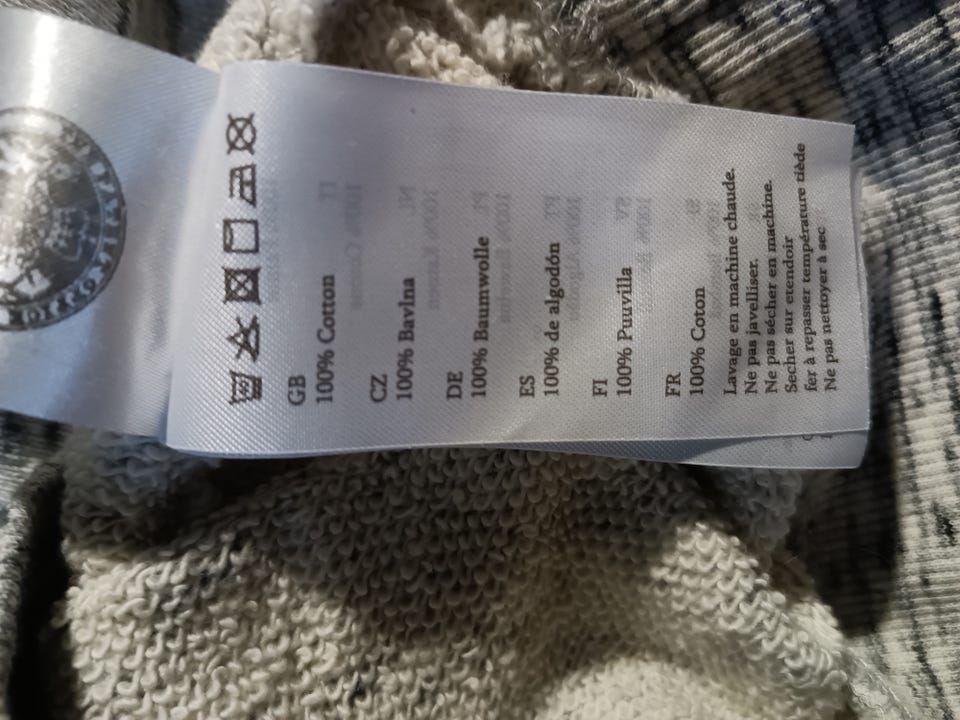 GB
100% Cotton
CZ
100% Bavlna
DE
100% Baumwolle
ES
100% de algodón
FI
100% Puuvilla
FR
100% Coton
Lavage en machine chaude.
Ne pas javelliser.
Ne pas sécher en machine.
Secher sur etendoir
fer à repasser température tiède
Ne pas nettoyer à sec